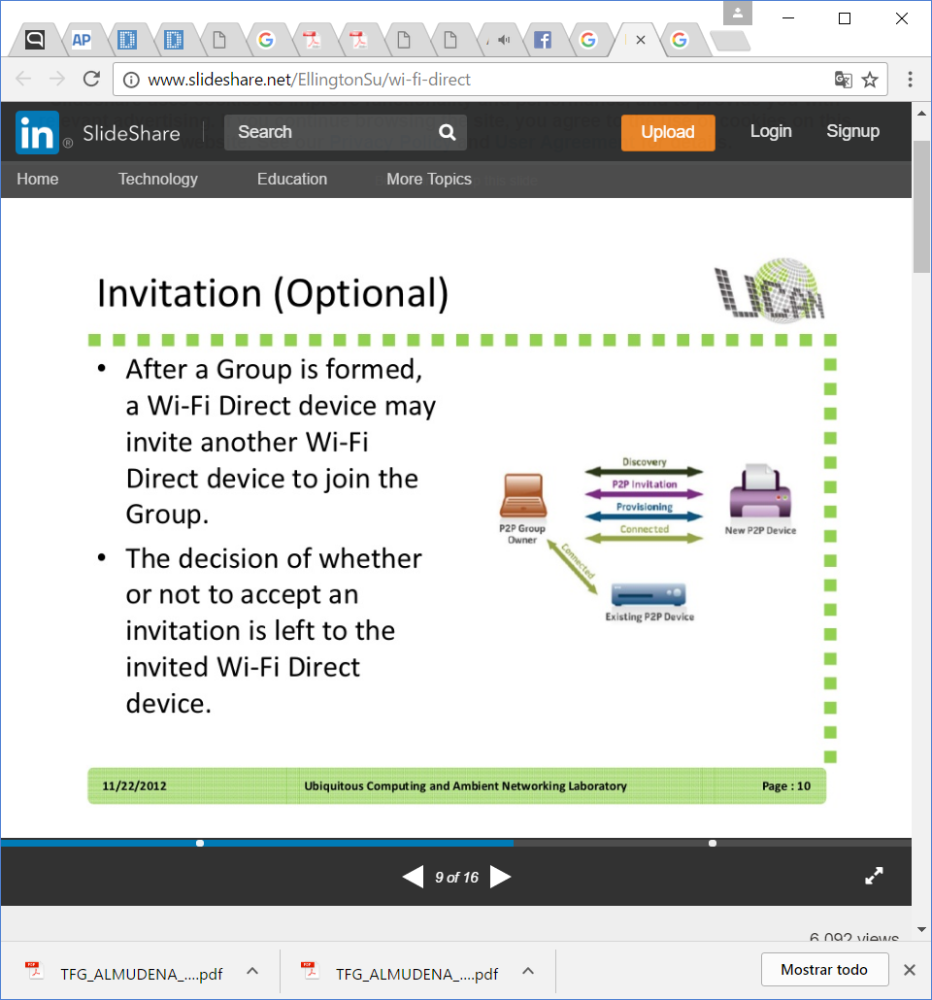 AP
www.slideshare.net/EllingtonSu/wi-fi-direct
in ® SlideShare
Search
Upload
Login
Signup
Home
Technology
Education
More Topics
Invitation (Optional)
UCAN
• After a Group is formed,
a Wi-Fi Direct device may
invite another Wi-Fi
Direct device to join the
Group.
• The decision of whether
or not to accept an
invitation is left to the
invited Wi-Fi Direct
device.
Discovery
P2P Invitation
Provisioning
Connected
P2P Group
Owner
New P2P Device
Connected
Existing P2P Device
11/22/2012
Ubiquitous Computing and Ambient Networking Laboratory
Page : 10
9 of 16
6,092 views
TFG_ALMUDENA_....pdf
TFG_ALMUDENA_....pdf
Mostrar todo